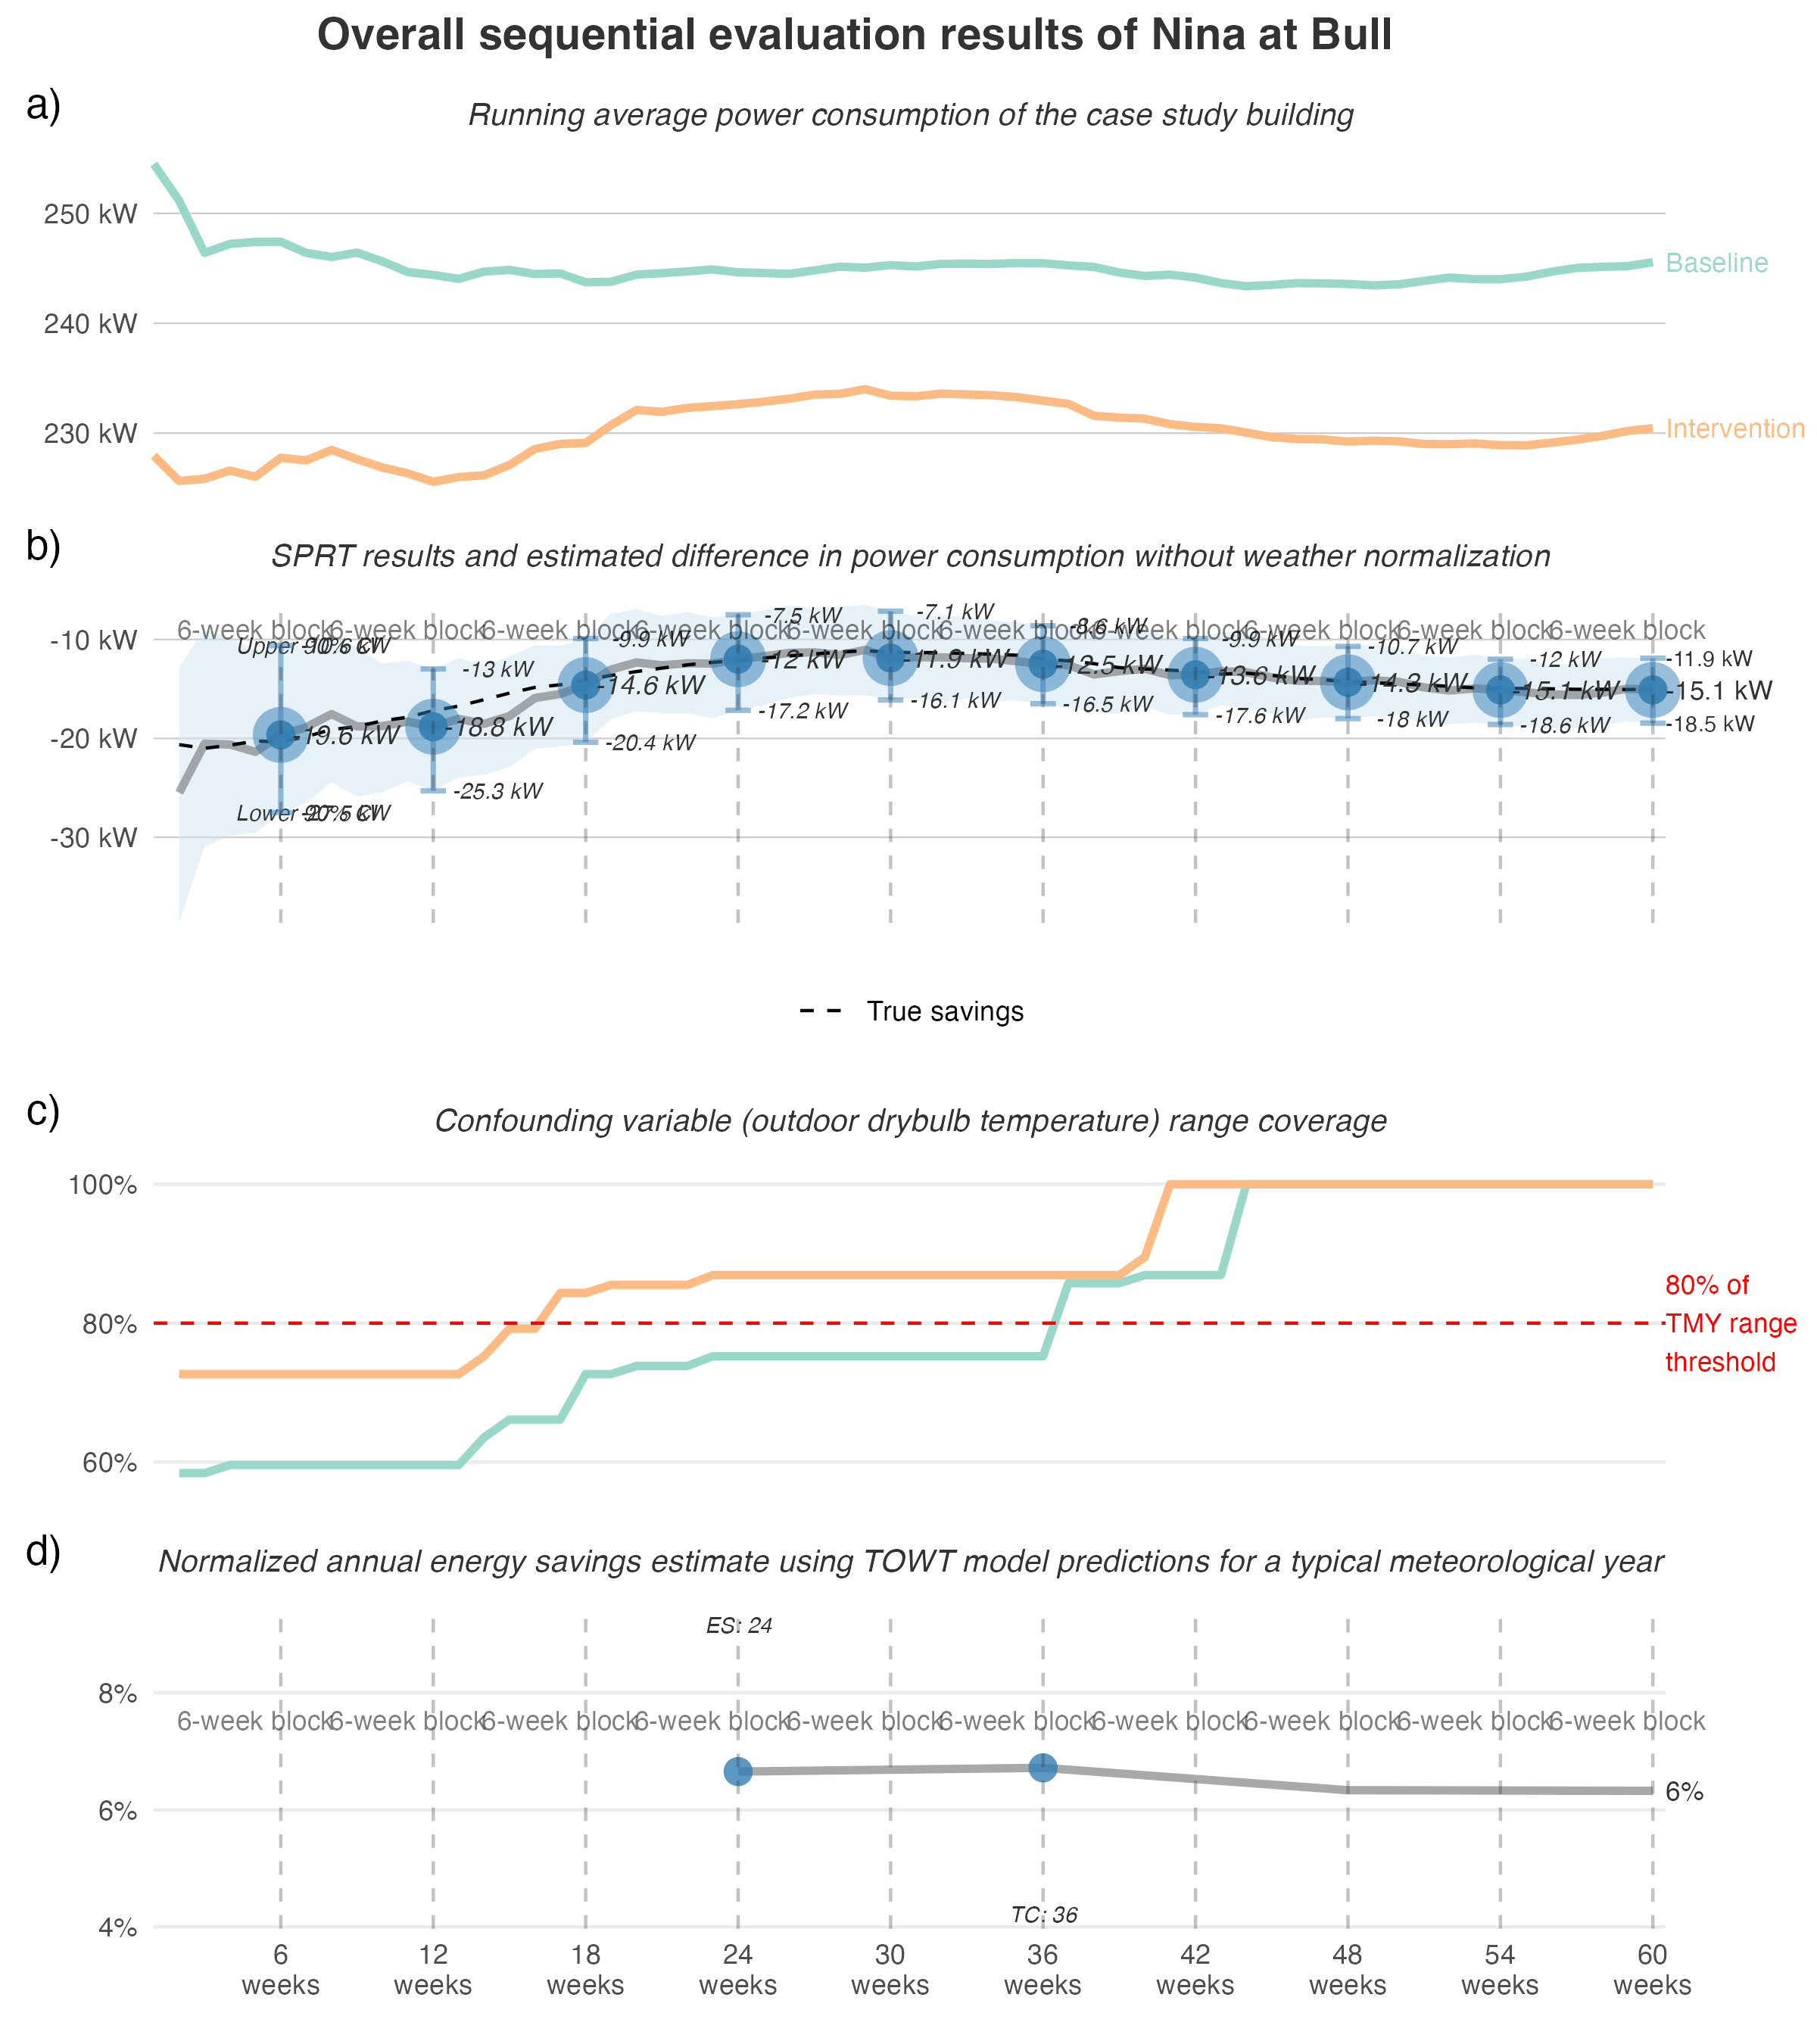 Overall sequential evaluation results of Nina at Bull
a)
Running average power consumption of the case study building
250 kW
240 kW
230 kW
Baseline
Intervention
b)
SPRT results and estimated difference in power consumption without weather normalization
-10 kW
-20 kW
-30 kW
6-week block 6-week block 6-week block 6-week block 6-week block 6-week block 6-week block 6-week block 6-week block 6-week block
Upper 90% CI
-10.6 kW
-13 kW
-9.9 kW
-7.5 kW
-7.1 kW
-8.6 kW
-9.9 kW
-10.7 kW
-12 kW
-11.9 kW
-19.6 kW
-18.8 kW
-14.6 kW
-12 kW
-11.9 kW
-12.5 kW
-13.6 kW
-14.3 kW
-15.1 kW
-15.1 kW
Lower 90% CI
-27.5 kW
-25.3 kW
-20.4 kW
-17.2 kW
-16.1 kW
-16.5 kW
-17.6 kW
-18 kW
-18.6 kW
-18.5 kW
True savings
c)
Confounding variable (outdoor drybulb temperature) range coverage
100%
80%
60%
80% of
TMY range
threshold
d)
Normalized annual energy savings estimate using TOWT model predictions for a typical meteorological year
ES: 24
8%
6%
4%
6-week block 6-week block 6-week block 6-week block 6-week block 6-week block 6-week block 6-week block 6-week block 6-week block
6%
TC: 36
6 12 18 24 30 36 42 48 54 60
weeks weeks weeks weeks weeks weeks weeks weeks weeks weeks